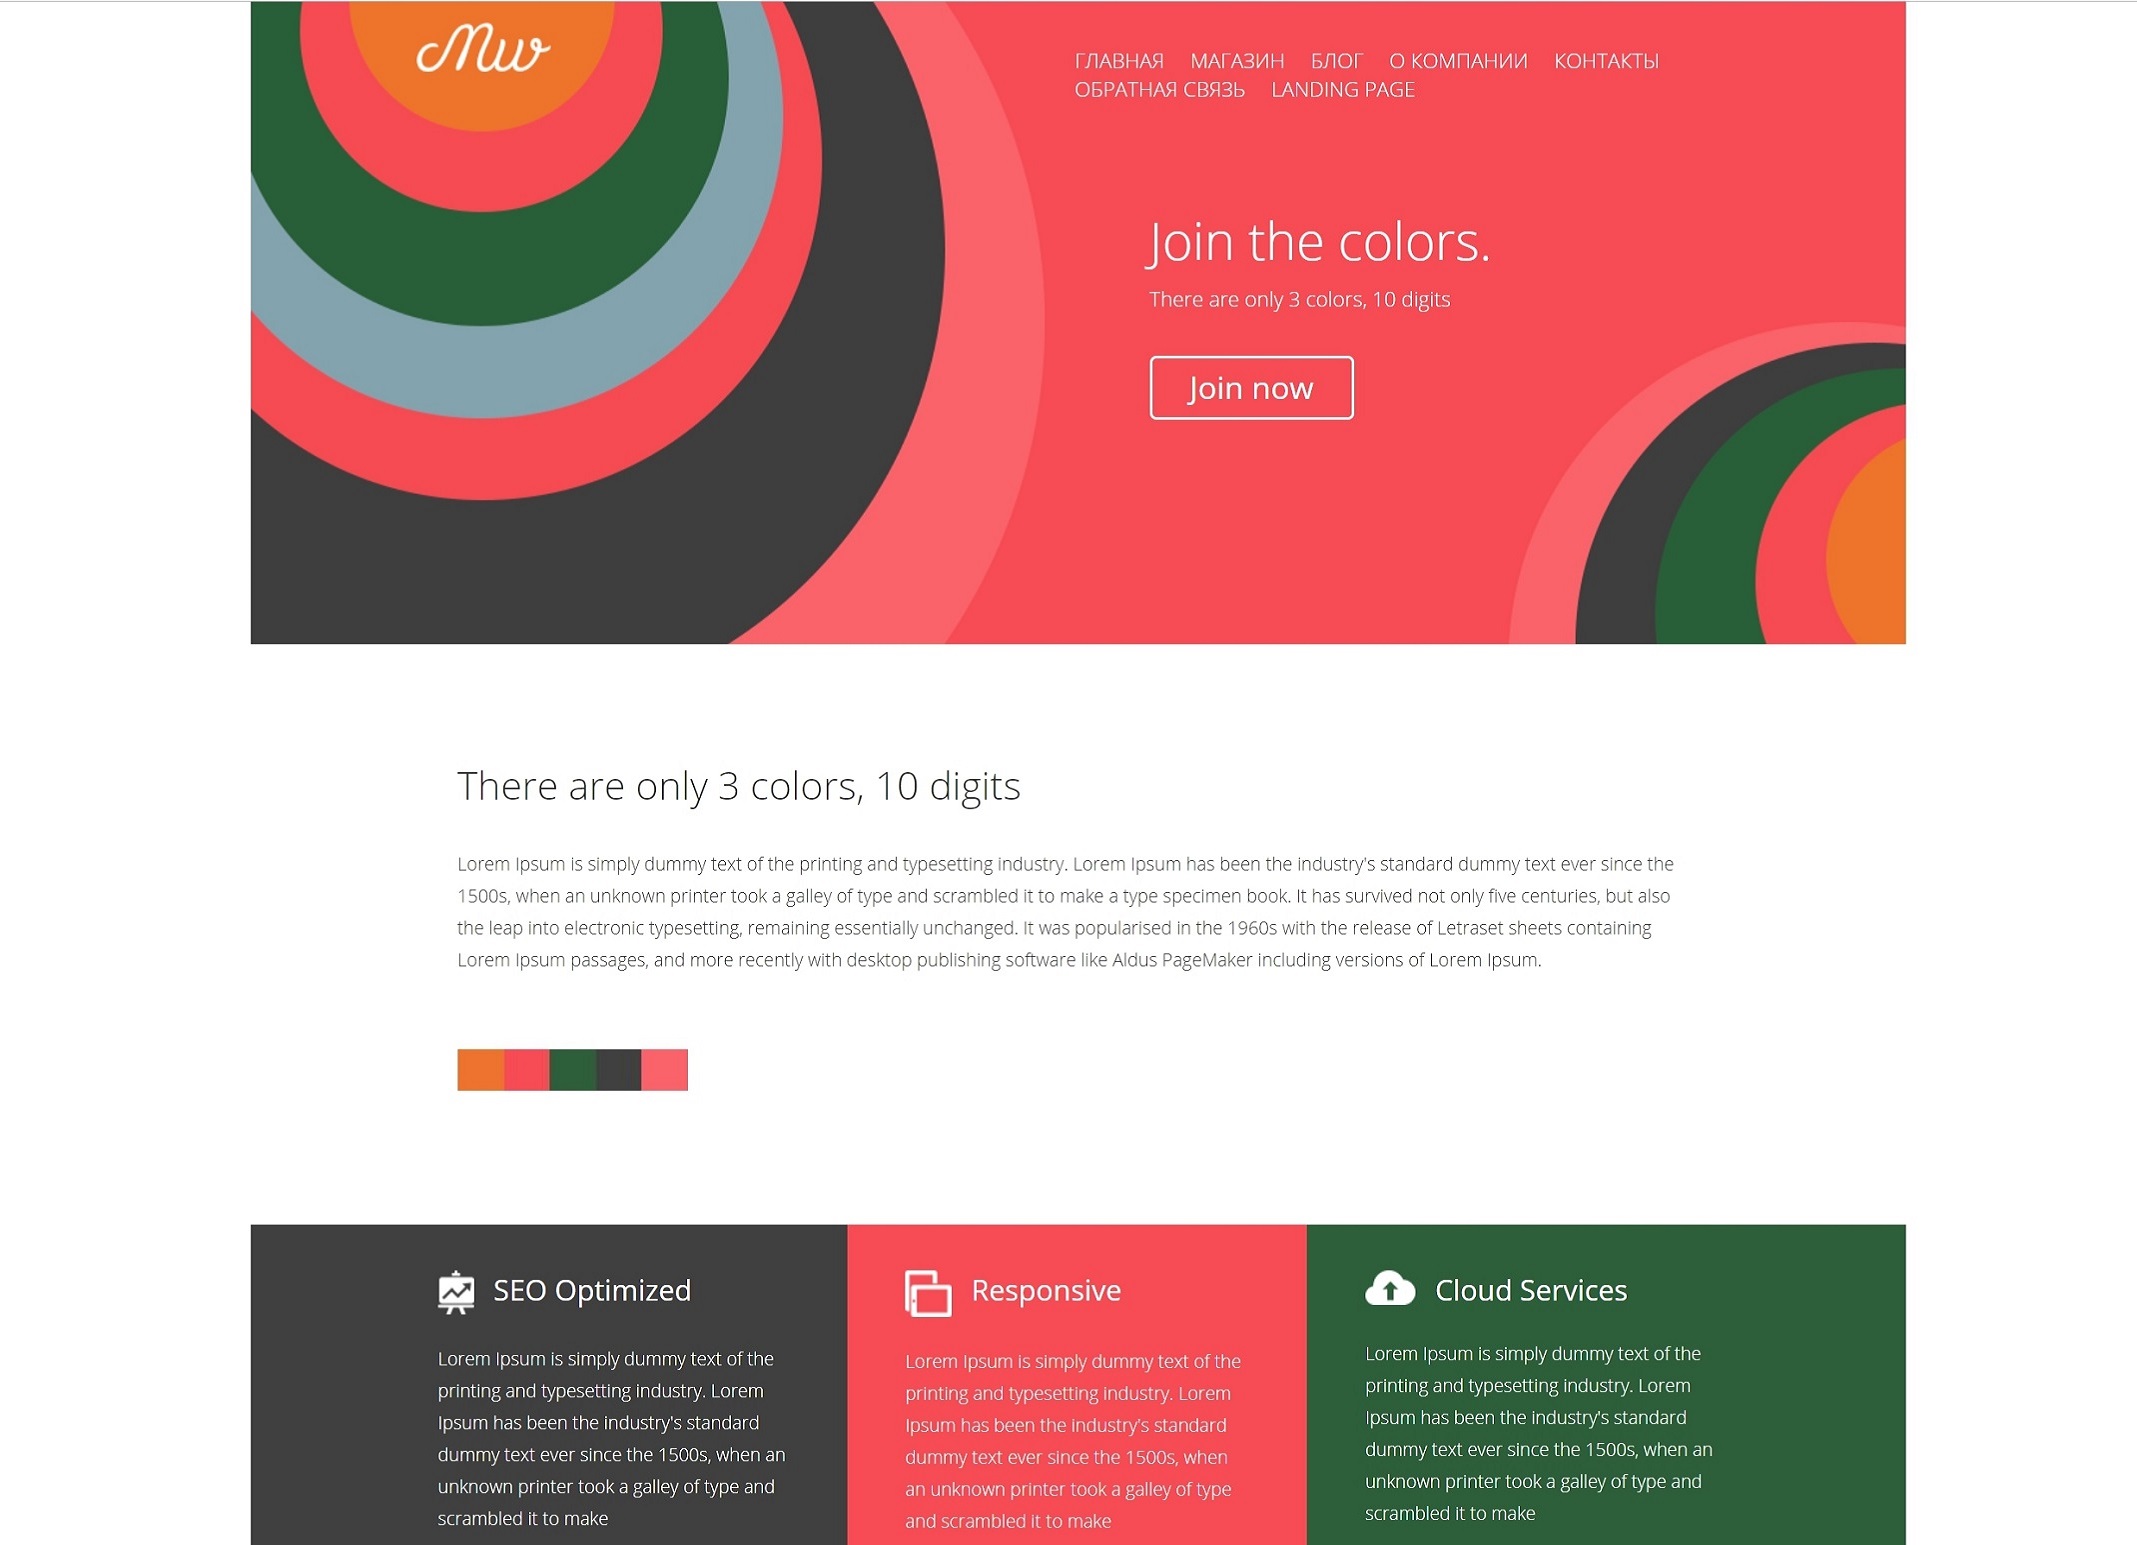 Mw
ГЛАВНАЯ МАГАЗИН БЛОГ О КОМПАНИИ КОНТАКТЫ
ОБРАТНАЯ СВЯЗЬ LANDING PAGE
Join the colors.
There are only 3 colors, 10 digits
Join now
There are only 3 colors, 10 digits
Lorem Ipsum is simply dummy text of the printing and typesetting industry. Lorem Ipsum has been the industry's standard dummy text ever since the
1500s, when an unknown printer took a galley of type and scrambled it to make a type specimen book. It has survived not only five centuries, but also
the leap into electronic typesetting, remaining essentially unchanged. It was popularised in the 1960s with the release of Letraset sheets containing
Lorem Ipsum passages, and more recently with desktop publishing software like Aldus PageMaker including versions of Lorem Ipsum.
SEO Optimized
Lorem Ipsum is simply dummy text of the
printing and typesetting industry. Lorem
Ipsum has been the industry's standard
dummy text ever since the 1500s, when an
unknown printer took a galley of type and
scrambled it to make
Responsive
Lorem Ipsum is simply dummy text of the
printing and typesetting industry. Lorem
Ipsum has been the industry's standard
dummy text ever since the 1500s, when
an unknown printer took a galley of type
and scrambled it to make
Cloud Services
Lorem Ipsum is simply dummy text of the
printing and typesetting industry. Lorem
Ipsum has been the industry's standard
dummy text ever since the 1500s, when an
unknown printer took a galley of type and
scrambled it to make